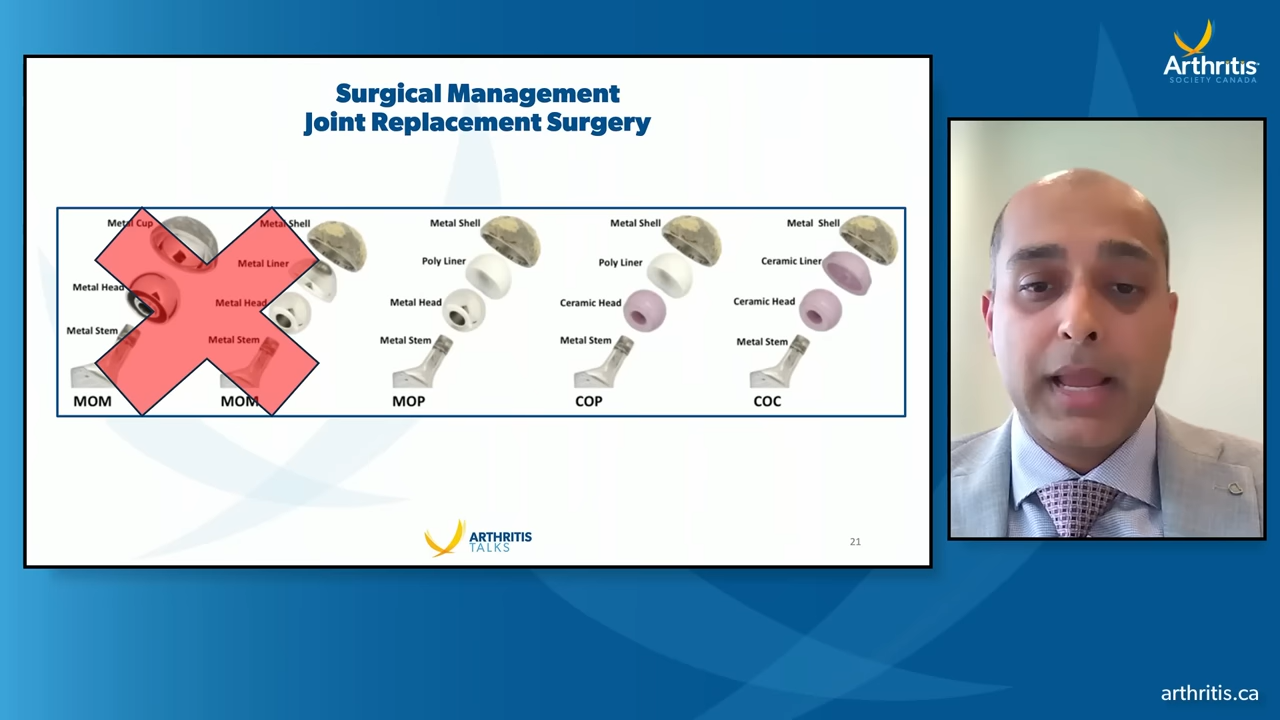 Surgical Management
Joint Replacement Surgery
Metal Cup
Metal Head
Metal Stem
MOM
Metal Shell
Metal Liner
Metal Head
Metal Stem
MOM
Metal Shell
Poly Liner
Metal Head
Metal Stem
MOP
Metal Shell
Poly Liner
Ceramic Head
Metal Stem
COP
Metal Shell
Ceramic Liner
Ceramic Head
Metal Stem
COC
ARTHRITIS
TALKS
21
Arthritis
SOCIETY CANADA
arthritis.ca